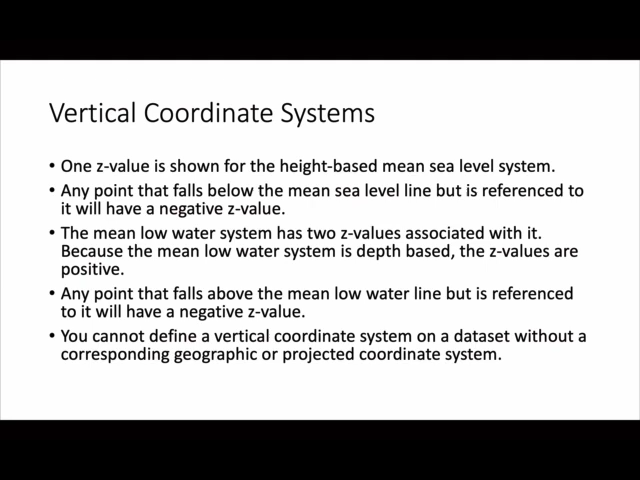 Vertical Coordinate Systems
• One z-value is shown for the height-based mean sea level system.
• Any point that falls below the mean sea level line but is referenced to
it will have a negative z-value.
• The mean low water system has two z-values associated with it.
Because the mean low water system is depth based, the z-values are
positive.
• Any point that falls above the mean low water line but is referenced
to it will have a negative z-value.
• You cannot define a vertical coordinate system on a dataset without a
corresponding geographic or projected coordinate system.